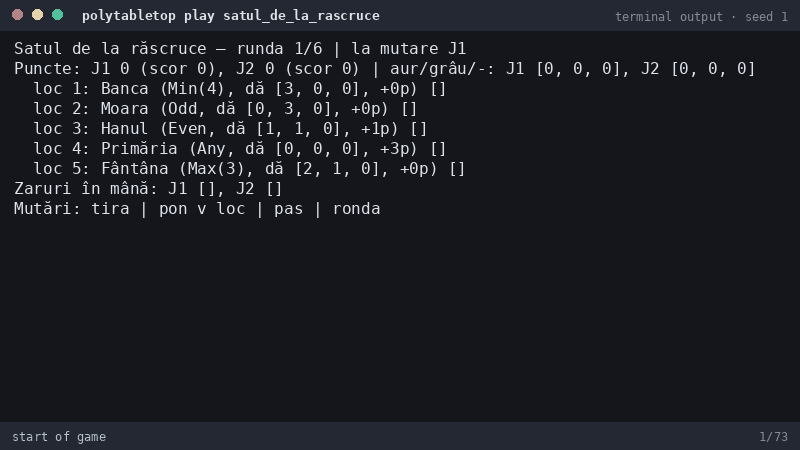 polytabletop play satul_de_la_rascruce
terminal output · seed 1
Satul de la răscruce — runda 1/6 | la mutare J1
Puncte: J1 0 (scor 0), J2 0 (scor 0) | aur/grâu/-: J1 [0, 0, 0], J2 [0, 0, 0]
  loc 1: Banca (Min(4), dă [3, 0, 0], +0p) []
  loc 2: Moara (Odd, dă [0, 3, 0], +0p) []
  loc 3: Hanul (Even, dă [1, 1, 0], +1p) []
  loc 4: Primăria (Any, dă [0, 0, 0], +3p) []
  loc 5: Fântâna (Max(3), dă [2, 1, 0], +0p) []
Zaruri în mână: J1 [], J2 []
Mutări: tira | pon v loc | pas | ronda
start of game
1/73